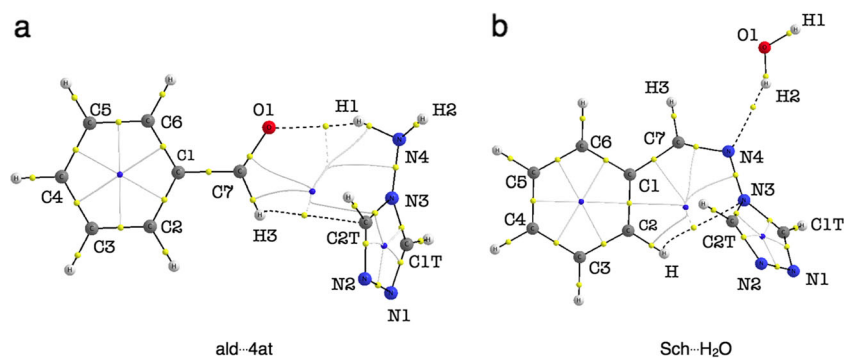 a
b
H1
O1
H1
H2
O1
H2
H3
C5
C6
C1
N4
C7
N4
C6
C4
C7
N3
C5
C1
N3
C3
C2
H3
C2T
C1T
C4
C2
C2T
C1T
C3
H
N2
N1
N2
N1
ald···4at
Sch···H₂O